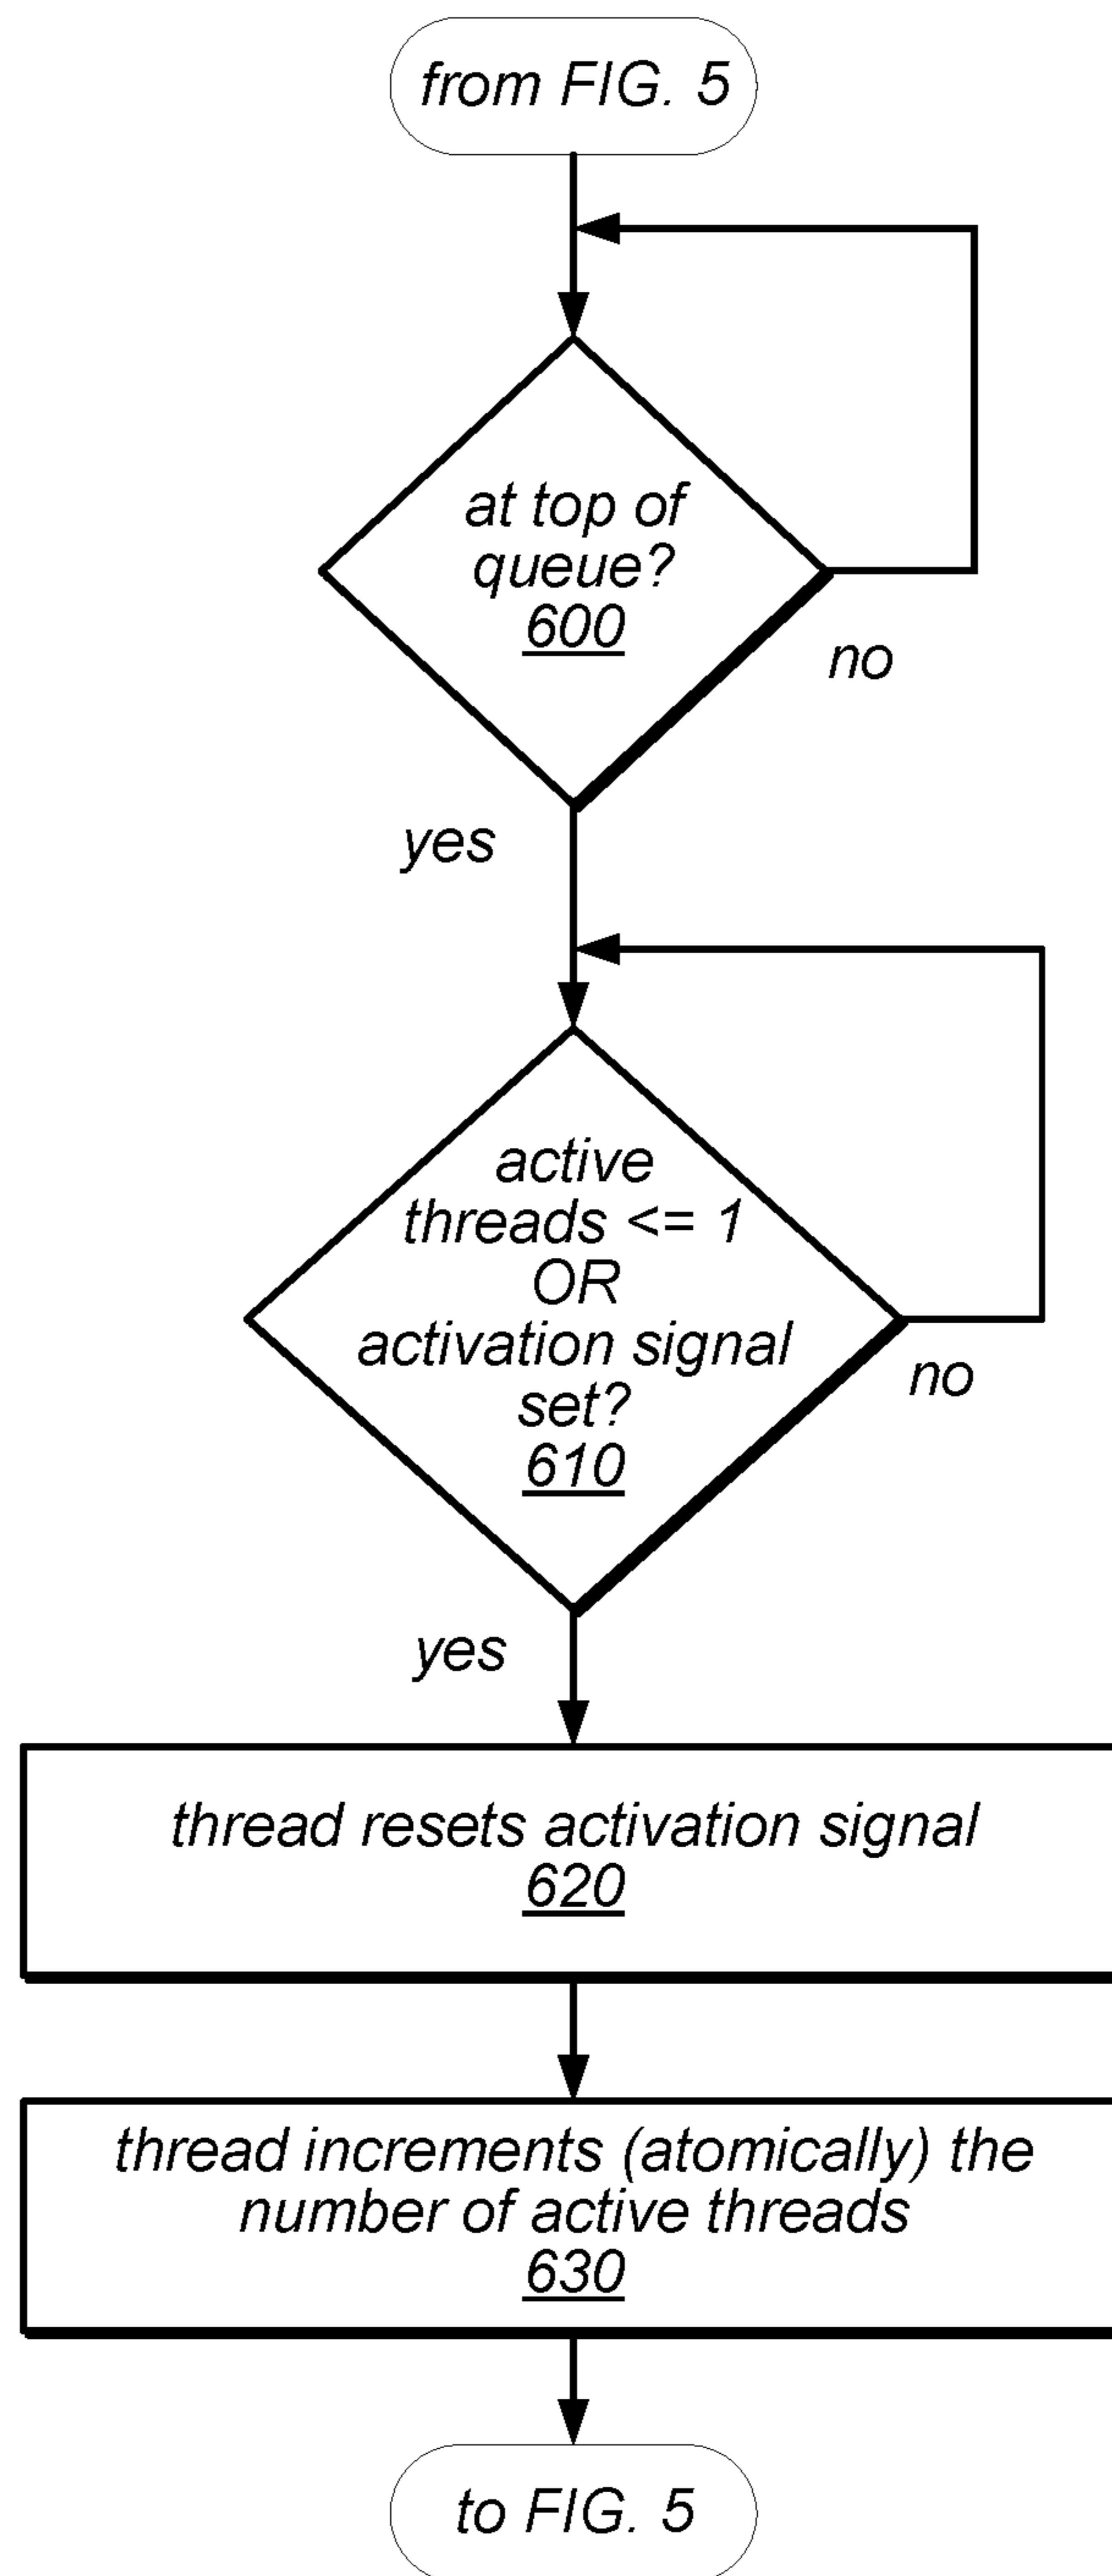 from FIG. 5
at top of
queue?
600
no
yes
active
threads <= 1
OR
activation signal
set?
610
no
yes
thread resets activation signal
620
thread increments (atomically) the
number of active threads
630
to FIG. 5